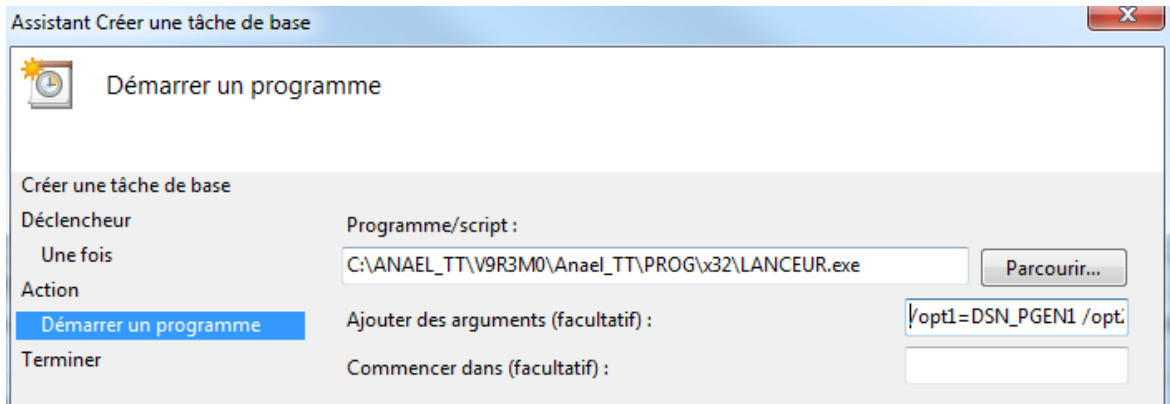 Assistant Créer une tâche de base
Démarrer un programme
Créer une tâche de base
Déclencheur
Une fois
Action
Démarrer un programme
Terminer
Programme/script :
C:\ANAEL_TT\V9R3M0\Anael_TT\PROG\x32\LANCEUR.exe
Parcourir...
Ajouter des arguments (facultatif) :
/opt1=DSN_PGEN1 /opt
Commencer dans (facultatif) :